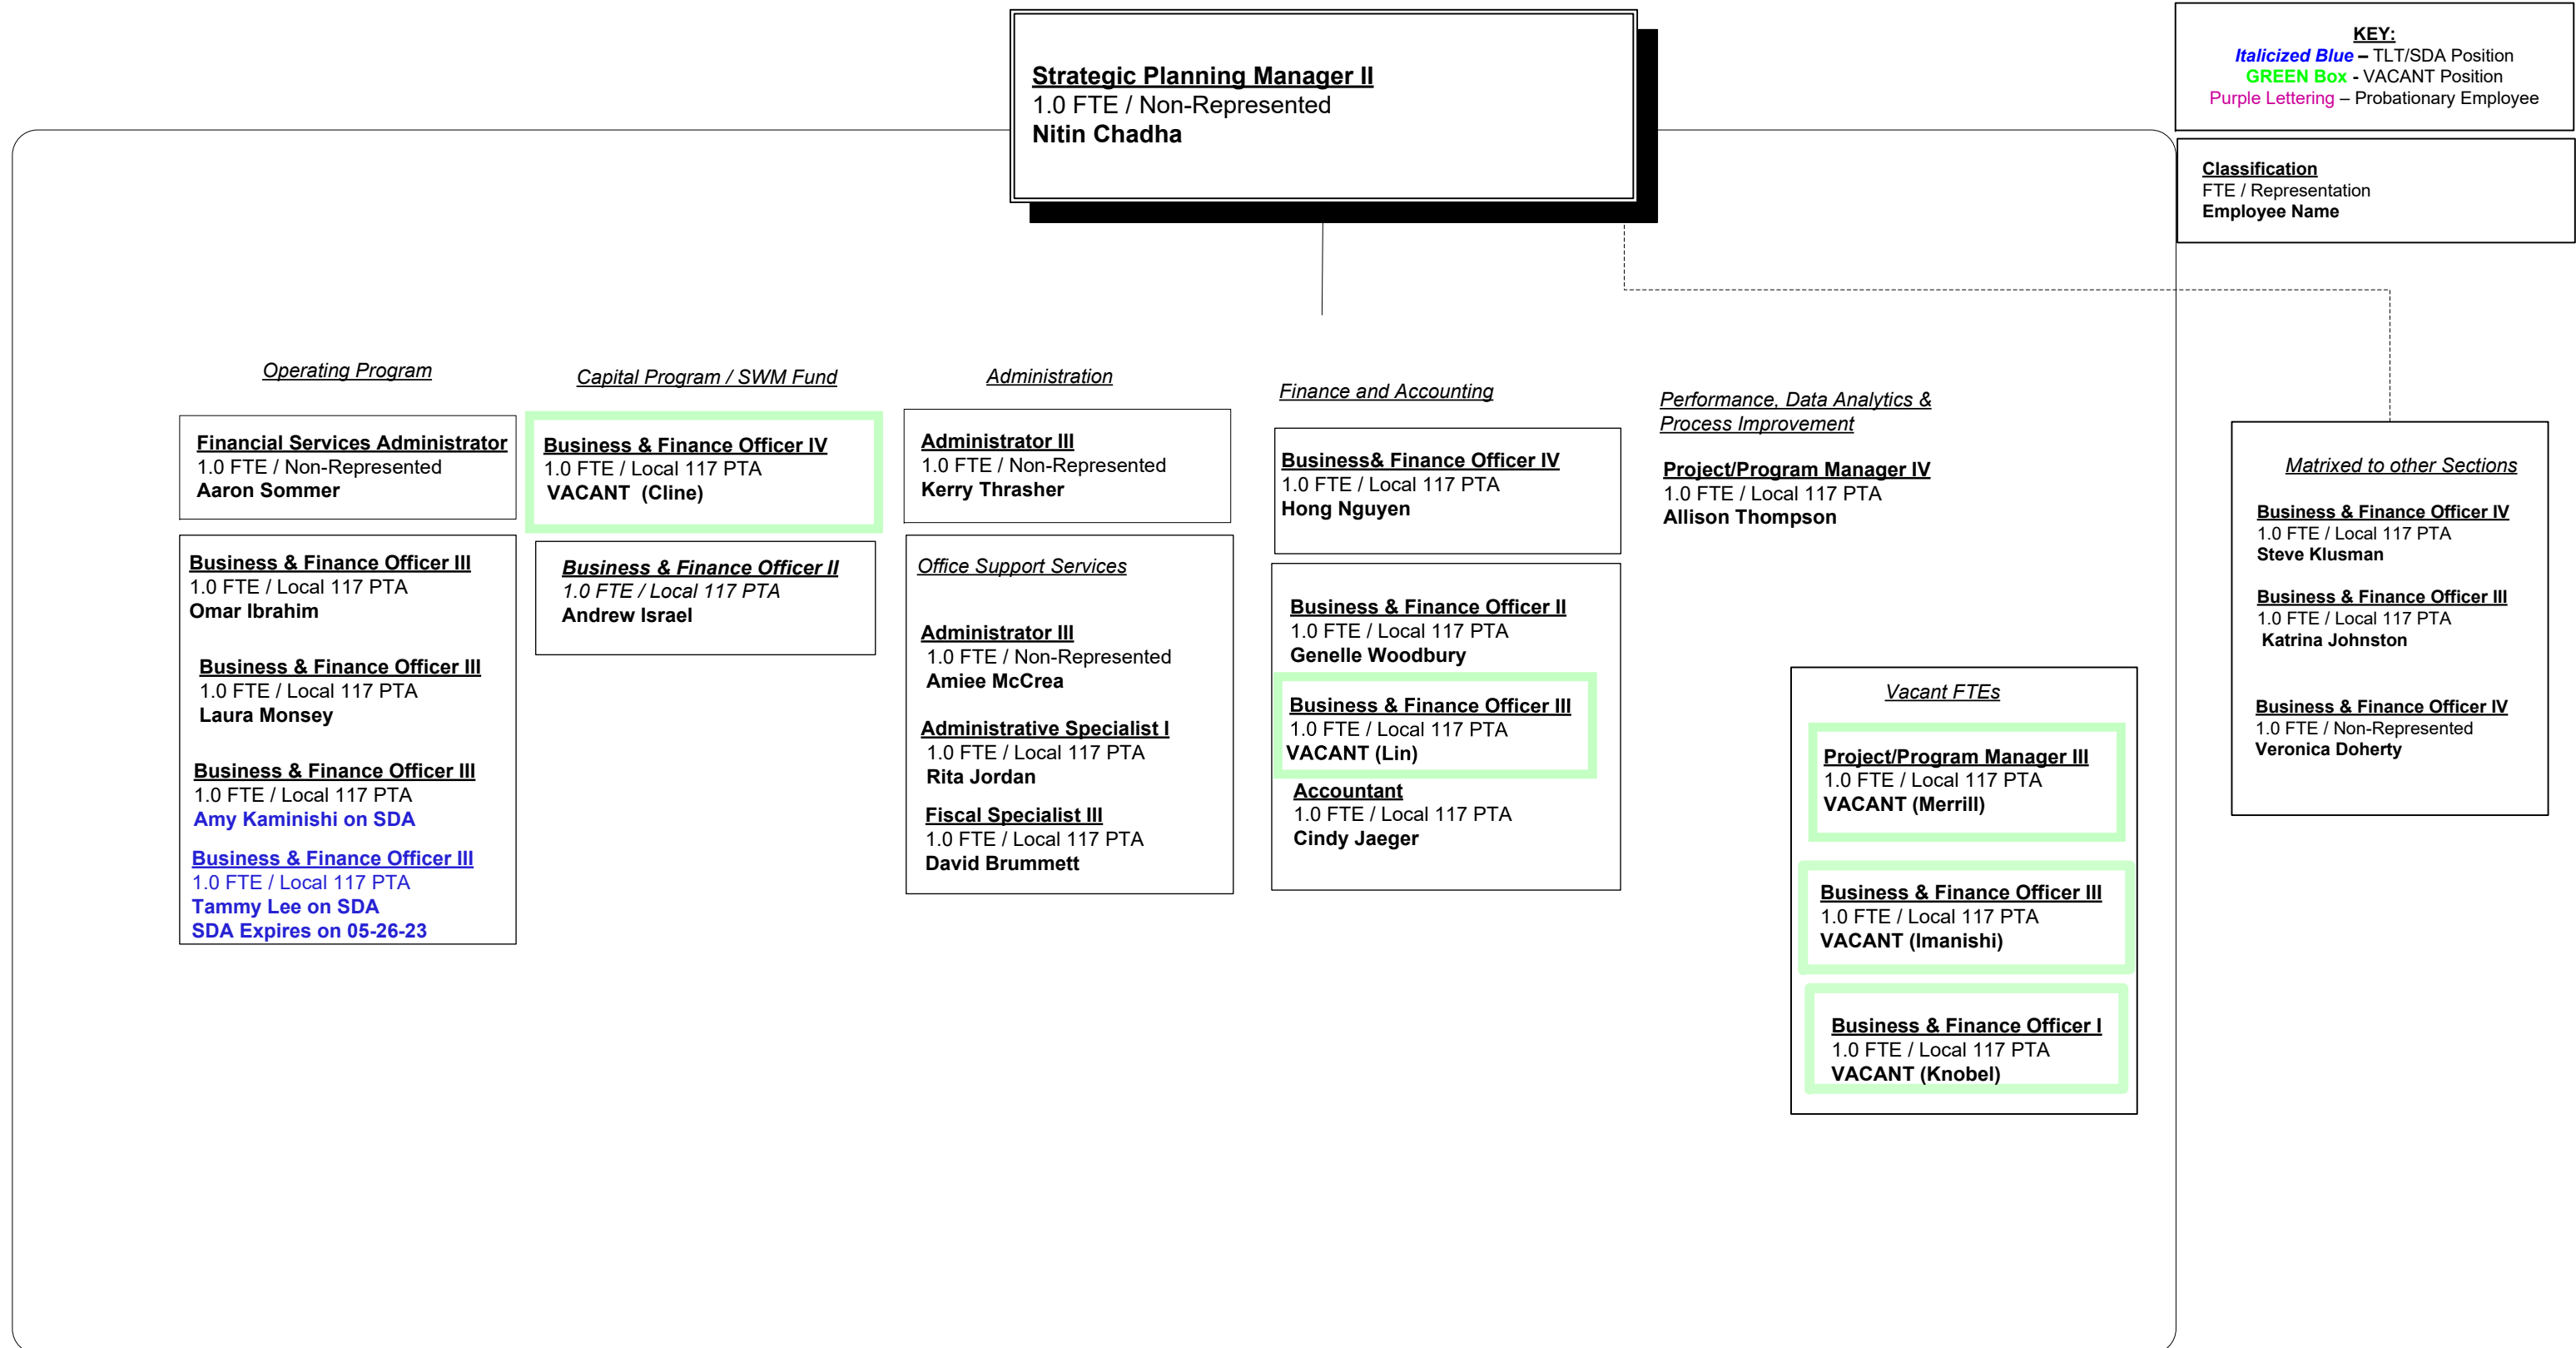 Strategic Planning Manager II
1.0 FTE / Non-Represented
Nitin Chadha
KEY:
Italicized Blue – TLT/SDA Position
GREEN Box - VACANT Position
Purple Lettering – Probationary Employee
Classification
FTE / Representation
Employee Name
Operating Program
Financial Services Administrator
1.0 FTE / Non-Represented
Aaron Sommer
Business & Finance Officer III
1.0 FTE / Local 117 PTA
Omar Ibrahim
Business & Finance Officer III
1.0 FTE / Local 117 PTA
Laura Monsey
Business & Finance Officer III
1.0 FTE / Local 117 PTA
Amy Kaminishi on SDA
Business & Finance Officer III
1.0 FTE / Local 117 PTA
Tammy Lee on SDA
SDA Expires on 05-26-23
Capital Program / SWM Fund
Business & Finance Officer IV
1.0 FTE / Local 117 PTA
VACANT (Cline)
Business & Finance Officer II
1.0 FTE / Local 117 PTA
Andrew Israel
Administration
Administrator III
1.0 FTE / Non-Represented
Kerry Thrasher
Office Support Services
Administrator III
1.0 FTE / Non-Represented
Amiee McCrea
Administrative Specialist I
1.0 FTE / Local 117 PTA
Rita Jordan
Fiscal Specialist III
1.0 FTE / Local 117 PTA
David Brummett
Finance and Accounting
Business& Finance Officer IV
1.0 FTE / Local 117 PTA
Hong Nguyen
Business & Finance Officer II
1.0 FTE / Local 117 PTA
Genelle Woodbury
Business & Finance Officer III
1.0 FTE / Local 117 PTA
VACANT (Lin)
Accountant
1.0 FTE / Local 117 PTA
Cindy Jaeger
Performance, Data Analytics &
Process Improvement
Project/Program Manager IV
1.0 FTE / Local 117 PTA
Allison Thompson
Vacant FTEs
Project/Program Manager III
1.0 FTE / Local 117 PTA
VACANT (Merrill)
Business & Finance Officer III
1.0 FTE / Local 117 PTA
VACANT (Imanishi)
Business & Finance Officer I
1.0 FTE / Local 117 PTA
VACANT (Knobel)
Matrixed to other Sections
Business & Finance Officer IV
1.0 FTE / Local 117 PTA
Steve Klusman
Business & Finance Officer III
1.0 FTE / Local 117 PTA
Katrina Johnston
Business & Finance Officer IV
1.0 FTE / Non-Represented
Veronica Doherty